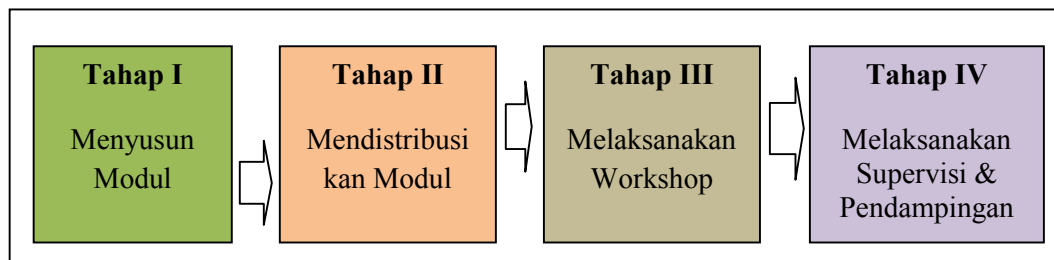 Tahap I
Menyusun
Modul
Tahap II
Mendistribusi
kan Modul
Tahap III
Melaksanakan
Workshop
Tahap IV
Melaksanakan
Supervisi &
Pendampingan